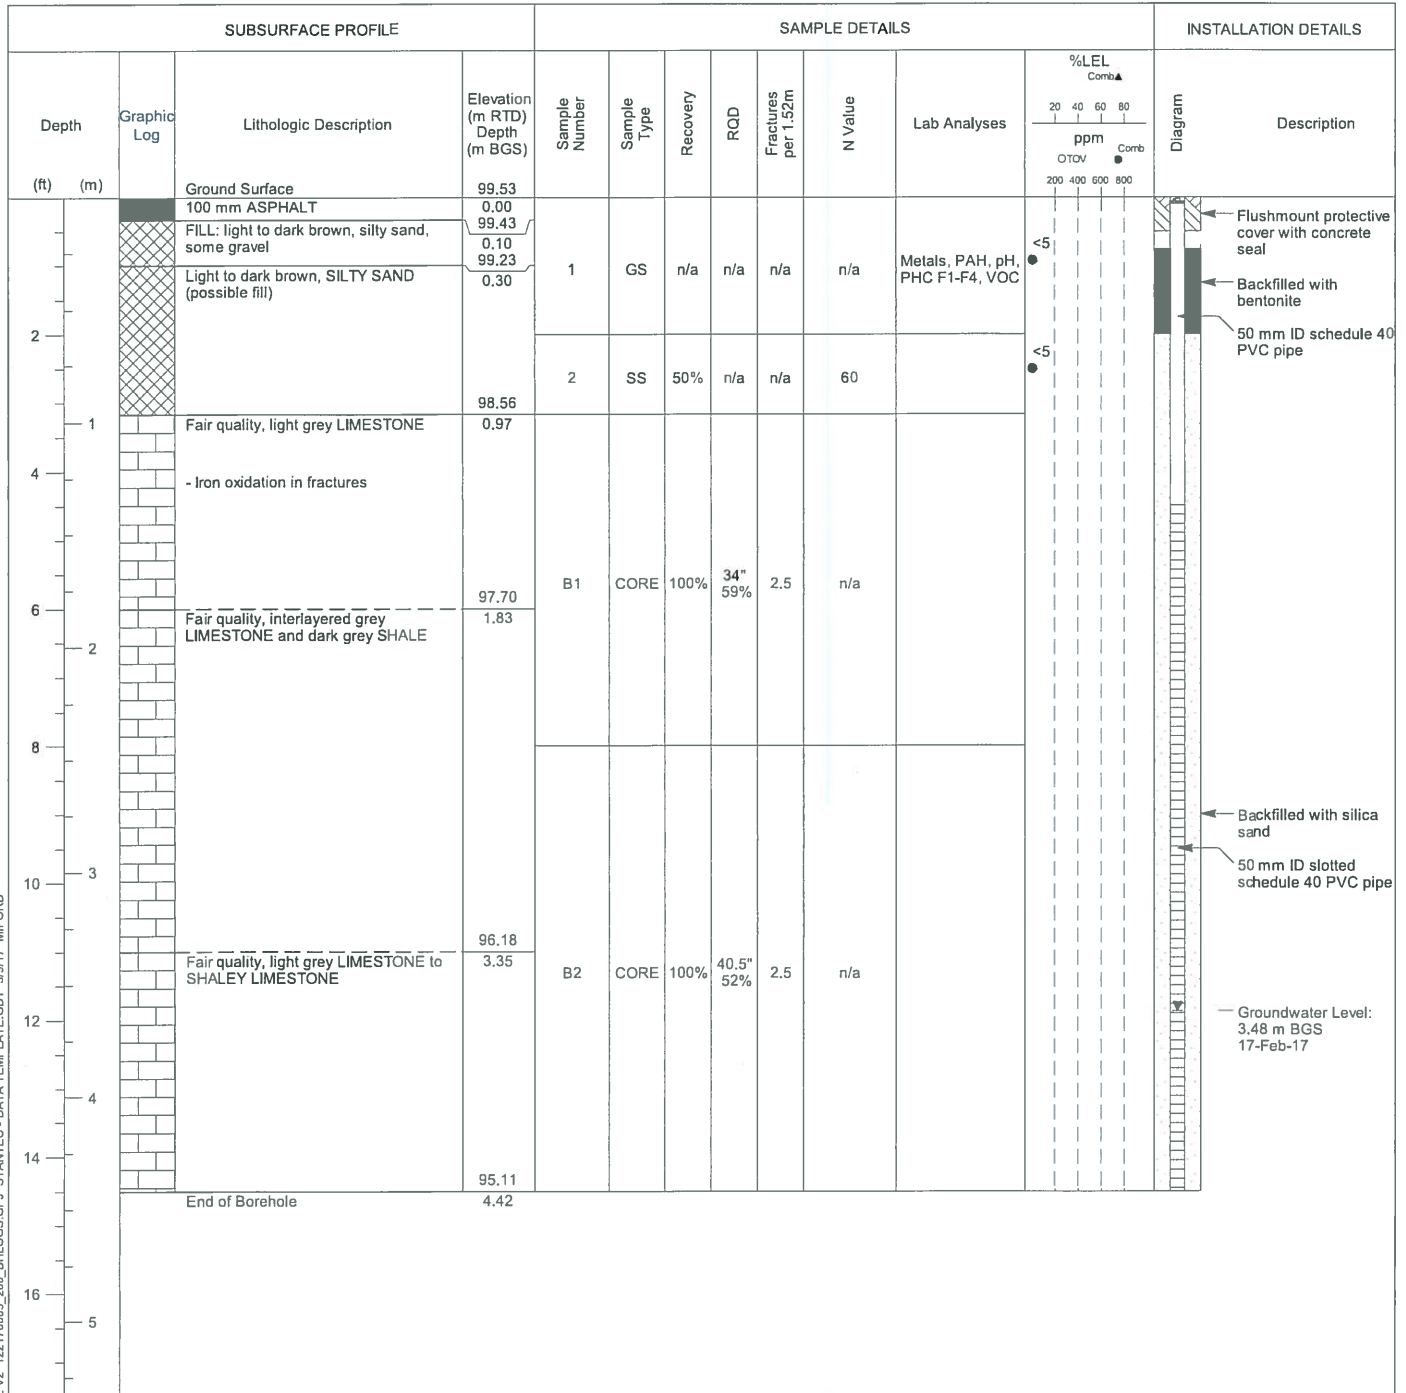 SUBSURFACE PROFILE
SAMPLE DETAILS
INSTALLATION DETAILS
Depth
(ft) (m)
Graphic
Log
Lithologic Description
Elevation
(m RTD)
Depth
(m BGS)
Sample
Number
Sample
Type
Recovery
RQD
Fractures
per 1.52m
N Value
Lab Analyses
%LEL
Comb▲
20 40 60 80
ppm
OTOV
Comb
●
200 400 600 800
Diagram
Description
Ground Surface 99.53
100 mm ASPHALT 0.00
99.43
FILL: light to dark brown, silty sand,
some gravel
0.10
99.23
Light to dark brown, SILTY SAND
(possible fill)
0.30
98.56
Fair quality, light grey LIMESTONE 0.97
- Iron oxidation in fractures
97.70
Fair quality, interlayered grey
LIMESTONE and dark grey SHALE
1.83
96.18
Fair quality, light grey LIMESTONE to
SHALEY LIMESTONE
3.35
95.11
End of Borehole 4.42
1 GS n/a n/a n/a n/a
Metals, PAH, pH,
PHC F1-F4, VOC
<5
2 SS 50% n/a n/a 60
<5
B1 CORE 100% 34"
59% 2.5 n/a
B2 CORE 100% 40.5"
52% 2.5 n/a
Flushmount protective
cover with concrete
seal
Backfilled with
bentonite
50 mm ID schedule 40
PVC pipe
Backfilled with silica
sand
50 mm ID slotted
schedule 40 PVC pipe
Groundwater Level:
3.48 m BGS
17-Feb-17
2
4
6
8
10
12
14
16
1
2
3
4
5